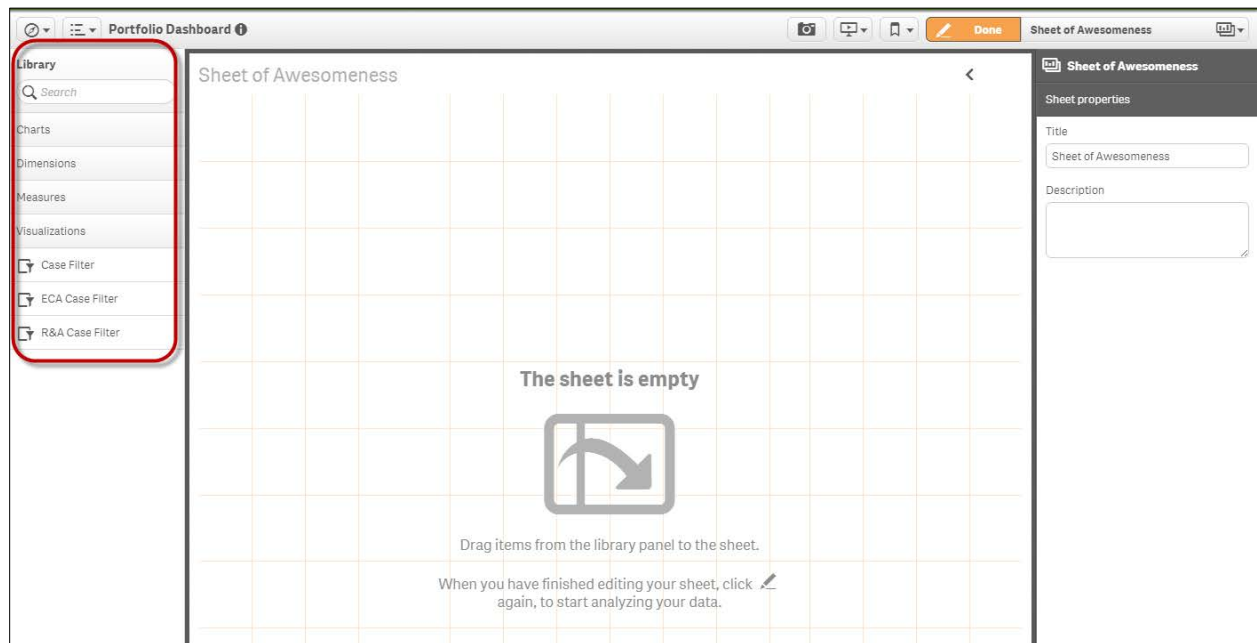 Portfolio Dashboard
Done
Sheet of Awesomeness
Library
Search
Charts
Dimensions
Measures
Visualizations
Case Filter
ECA Case Filter
R&A Case Filter
Sheet of Awesomeness
The sheet is empty
Drag items from the library panel to the sheet.
When you have finished editing your sheet, click
again, to start analyzing your data.
Sheet of Awesomeness
Sheet properties
Title
Sheet of Awesomeness
Description